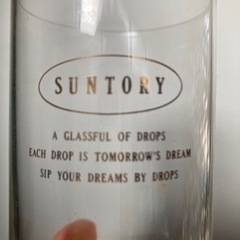 SUNTORY
A GLASSFUL OF DROPS
EACH DROP IS TOMORROW'S DREAM
SIP YOUR DREAMS BY DROPS